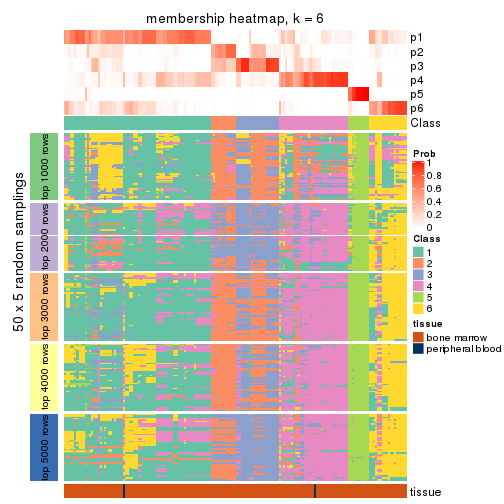 membership heatmap, k = 6
p1
p2
p3
p4
p5
p6
Class
50 x 5 random samplings
top 1000 rows
top 2000 rows
top 3000 rows
top 4000 rows
top 5000 rows
Prob
1
0.8
0.6
0.4
0.2
0
Class
1
2
3
4
5
6
tissue
bone marrow
peripheral blood
tissue